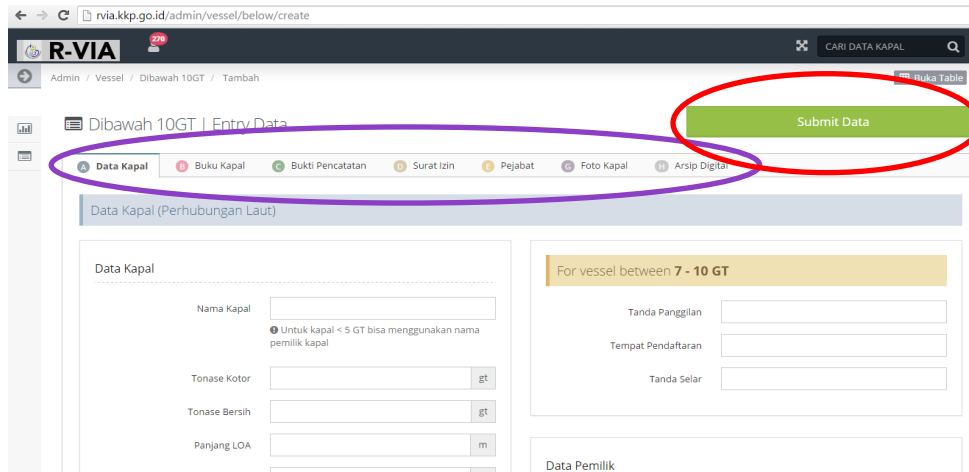 rvia.kkp.go.id/admin/vessel/below/create
R-VIA 270 CARI DATA KAPAL
Admin / Vessel / Dibawah 10GT / Tambah Buka Table
Dibawah 10GT | Entry Data Submit Data
A Data Kapal B Buku Kapal C Bukti Pencatatan D Surat Izin E Pejabat G Foto Kapal H Arsip Digital
Data Kapal (Perhubungan Laut)
Data Kapal
Nama Kapal
Untuk kapal < 5 GT bisa menggunakan nama
pemilik kapal
Tonase Kotor gt
Tonase Bersih gt
Panjang LOA m
For vessel between 7 - 10 GT
Tanda Panggilan
Tempat Pendaftaran
Tanda Selar
Data Pemilik